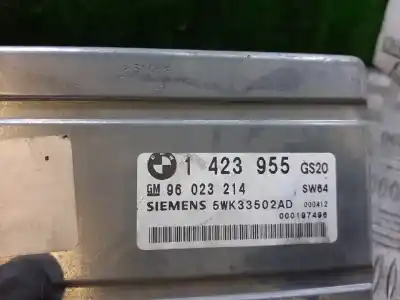 1 423 955 GS20
GM 96 023 214 SW64
SIEMENS 5WK33502AD 000412
000197496